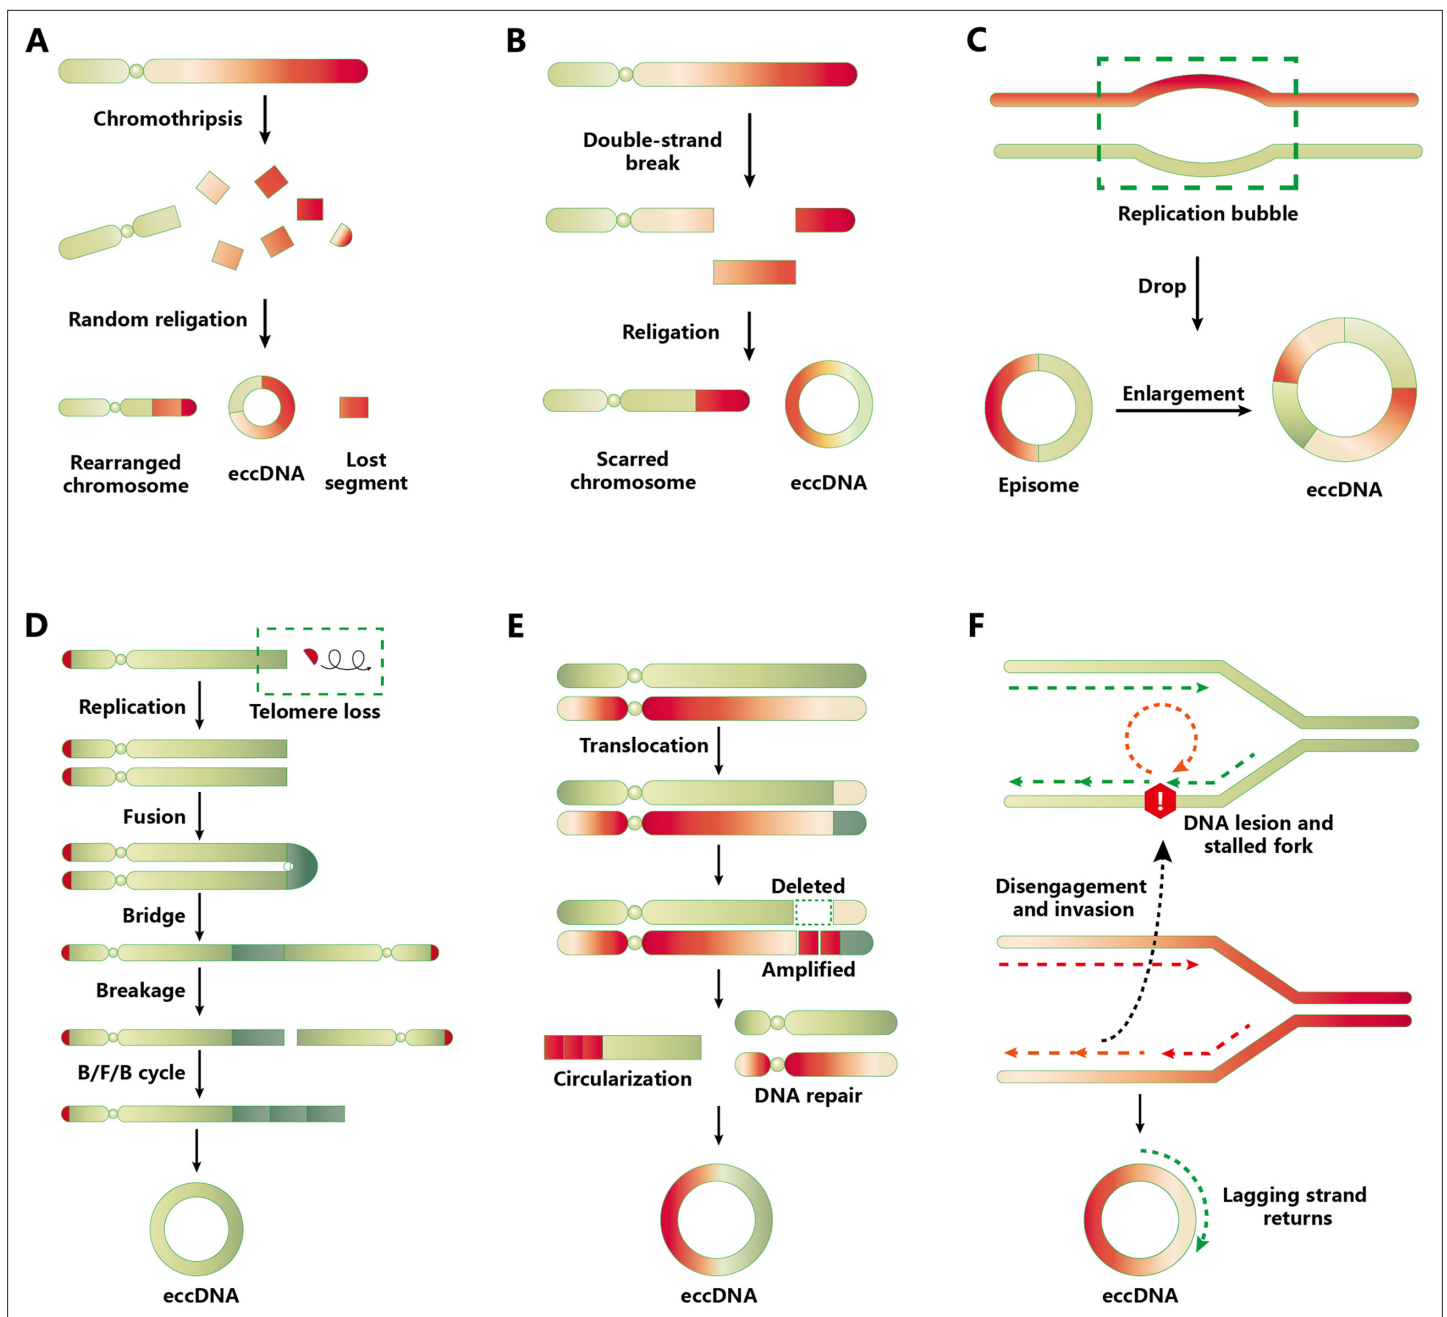 A
Chromothripsis
Random religation
Rearranged
chromosome
eccDNA
Lost
segment
B
Double-strand
break
Religation
Scarred
chromosome
eccDNA
C
Replication bubble
Drop
Enlargement
Episome
eccDNA
D
Telomere loss
Replication
Fusion
Bridge
Breakage
B/F/B cycle
eccDNA
E
Translocation
Deleted
Amplified
Circularization
DNA repair
eccDNA
F
!
DNA lesion and
stalled fork
Disengagement
and invasion
Lagging strand
returns
eccDNA